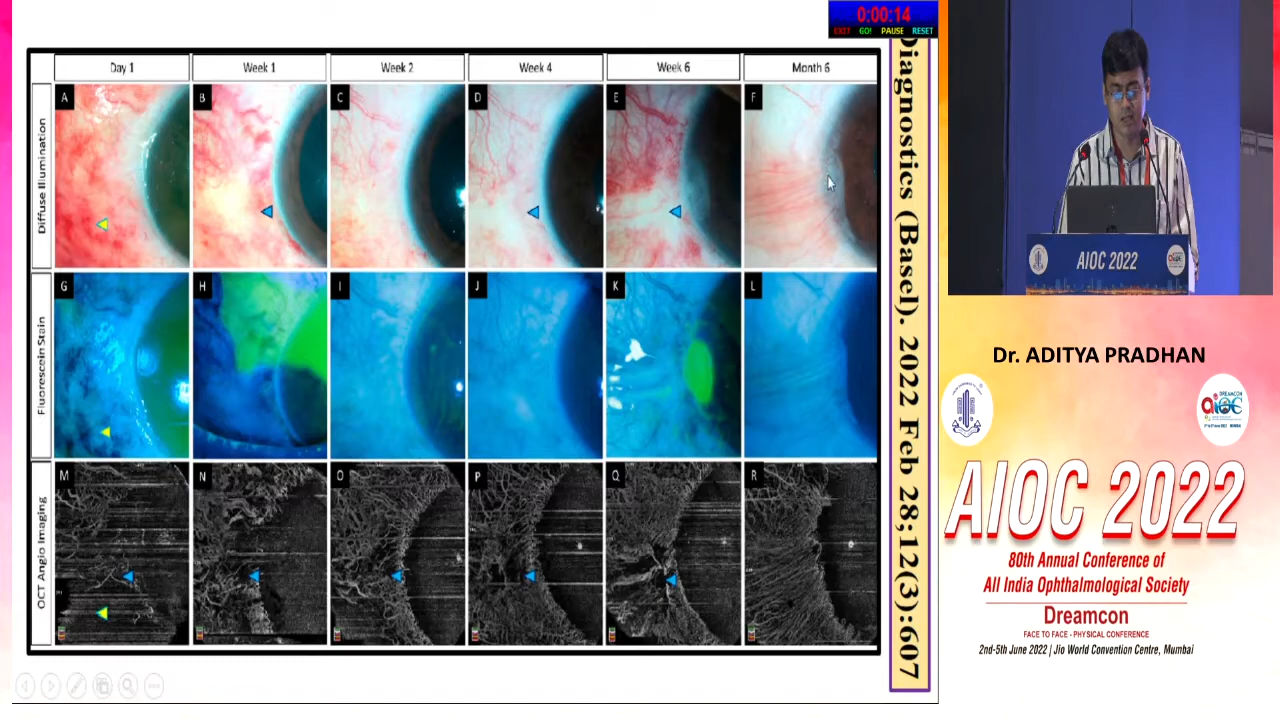 0:00:14
EXIT GO! PAUSE RESET
Day 1
Week 1
Week 2
Week 4
Week 6
Month 6
Diffuse Illumination
A
B
C
D
E
F
Fluorescein Stain
G
H
I
J
K
L
OCT Angio Imaging
M
N
O
P
Q
R
Diagnostics (Basel). 2022 Feb 28;12(3):607
AIOC 2022
Dr. ADITYA PRADHAN
DREAMCON
aioc
AIOC 2022
80th Annual Conference of
All India Ophthalmological Society
Dreamcon
FACE TO FACE - PHYSICAL CONFERENCE
2nd-5th June 2022 | Jio World Convention Centre, Mumbai